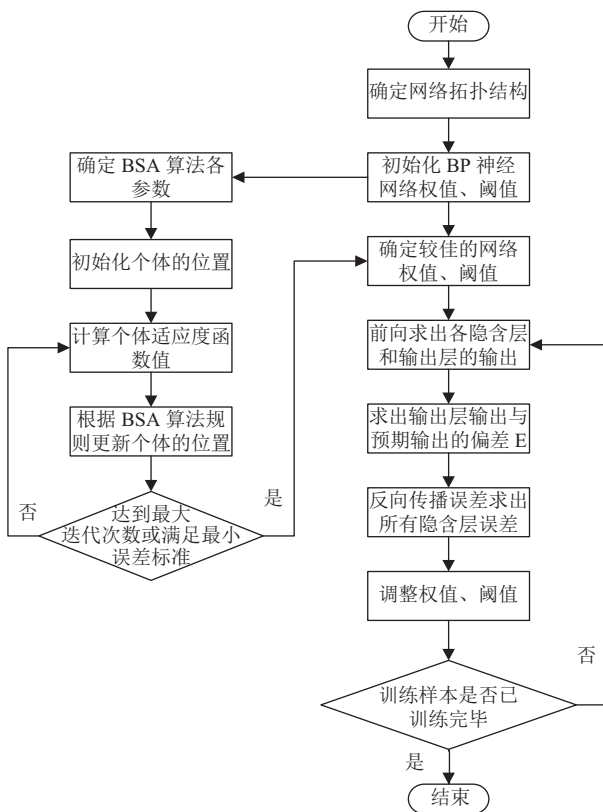 开始
确定网络拓扑结构
初始化 BP 神经
网络权值、阈值
确定 BSA 算法各
参数
初始化个体的位置
计算个体适应度函
数值
根据 BSA 算法规
则更新个体的位置
达到最大
迭代次数或满足最小
误差标准
否
是
确定较佳的网络
权值、阈值
前向求出各隐含层
和输出层的输出
求出输出层输出与
预期输出的偏差 E
反向传播误差求出
所有隐含层误差
调整权值、阈值
训练样本是否已
训练完毕
否
是
结束